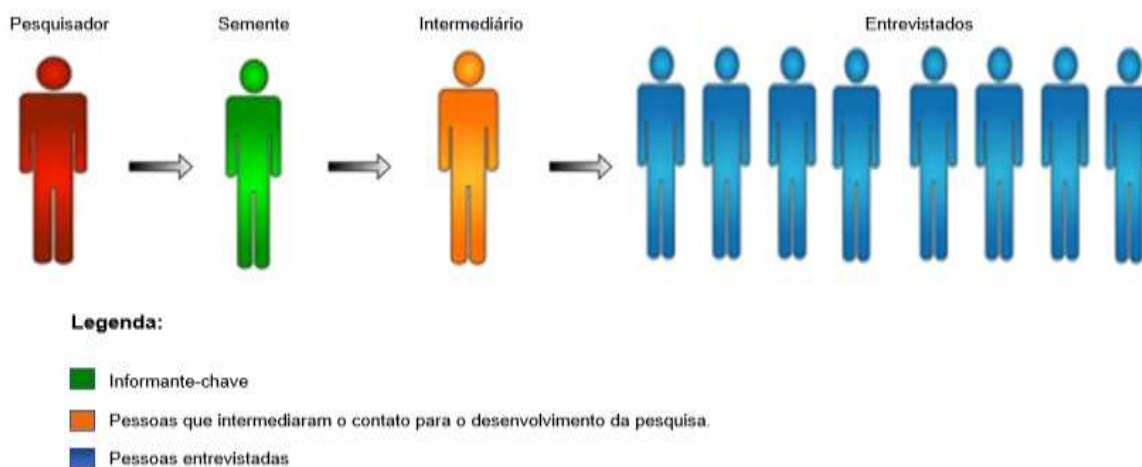 Pesquisador Semente Intermediário Entrevistados
Legenda:
Informante-chave
Pessoas que intermediaram o contato para o desenvolvimento da pesquisa.
Pessoas entrevistadas